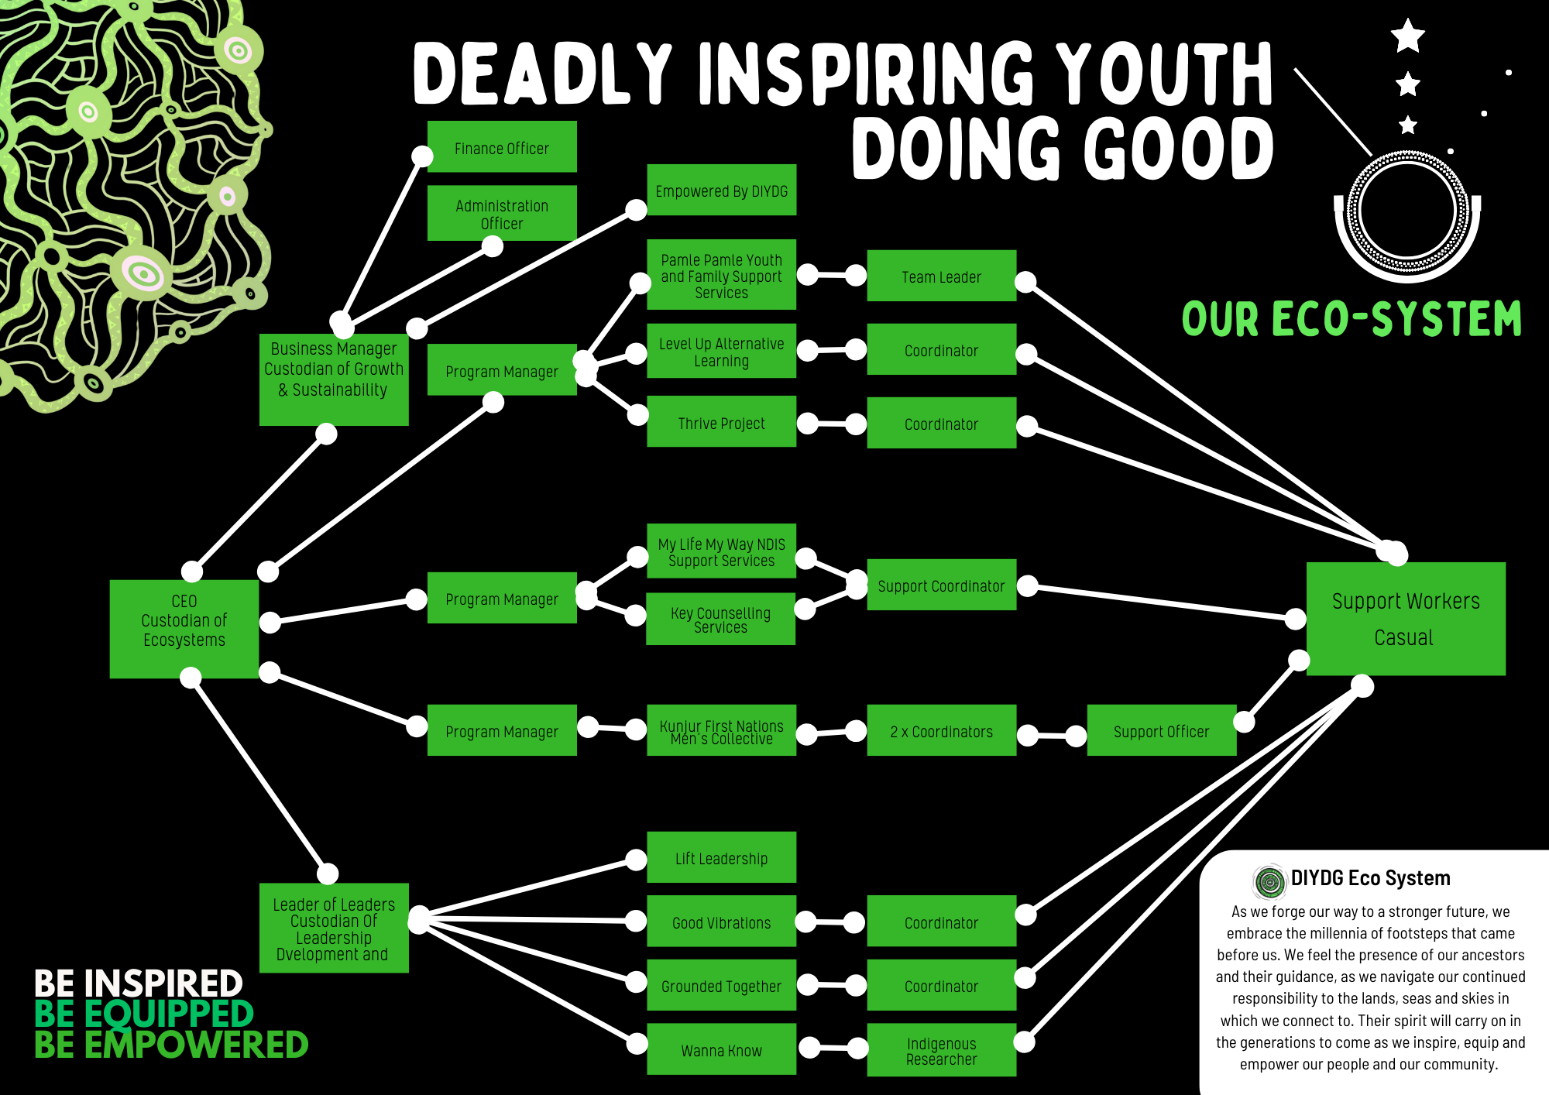 DEADLY INSPIRING YOUTH
DOING GOOD
OUR ECO-SYSTEM
Finance Officer
Administration
Officer
Empowered By DIYDG
Business Manager
Custodian of Growth
& Sustainability
Program Manager
Pamle Pamle Youth
and Family Support
Services
Team Leader
Level Up Alternative
Learning
Coordinator
Thrive Project
Coordinator
CEO
Custodian of
Ecosystems
Program Manager
My Life My Way NDIS
Support Services
Key Counselling
Services
Support Coordinator
Support Workers
Casual
Program Manager
Kunjur First Nations
Men's Collective
2 x Coordinators
Support Officer
Leader of Leaders
Custodian Of
Leadership
Dvelopment and
Lift Leadership
Good Vibrations
Coordinator
Grounded Together
Coordinator
Wanna Know
Indigenous
Researcher
BE INSPIRED
BE EQUIPPED
BE EMPOWERED
DIYDG Eco System
As we forge our way to a stronger future, we
embrace the millennia of footsteps that came
before us. We feel the presence of our ancestors
and their guidance, as we navigate our continued
responsibility to the lands, seas and skies in
which we connect to. Their spirit will carry on in
the generations to come as we inspire, equip and
empower our people and our community.